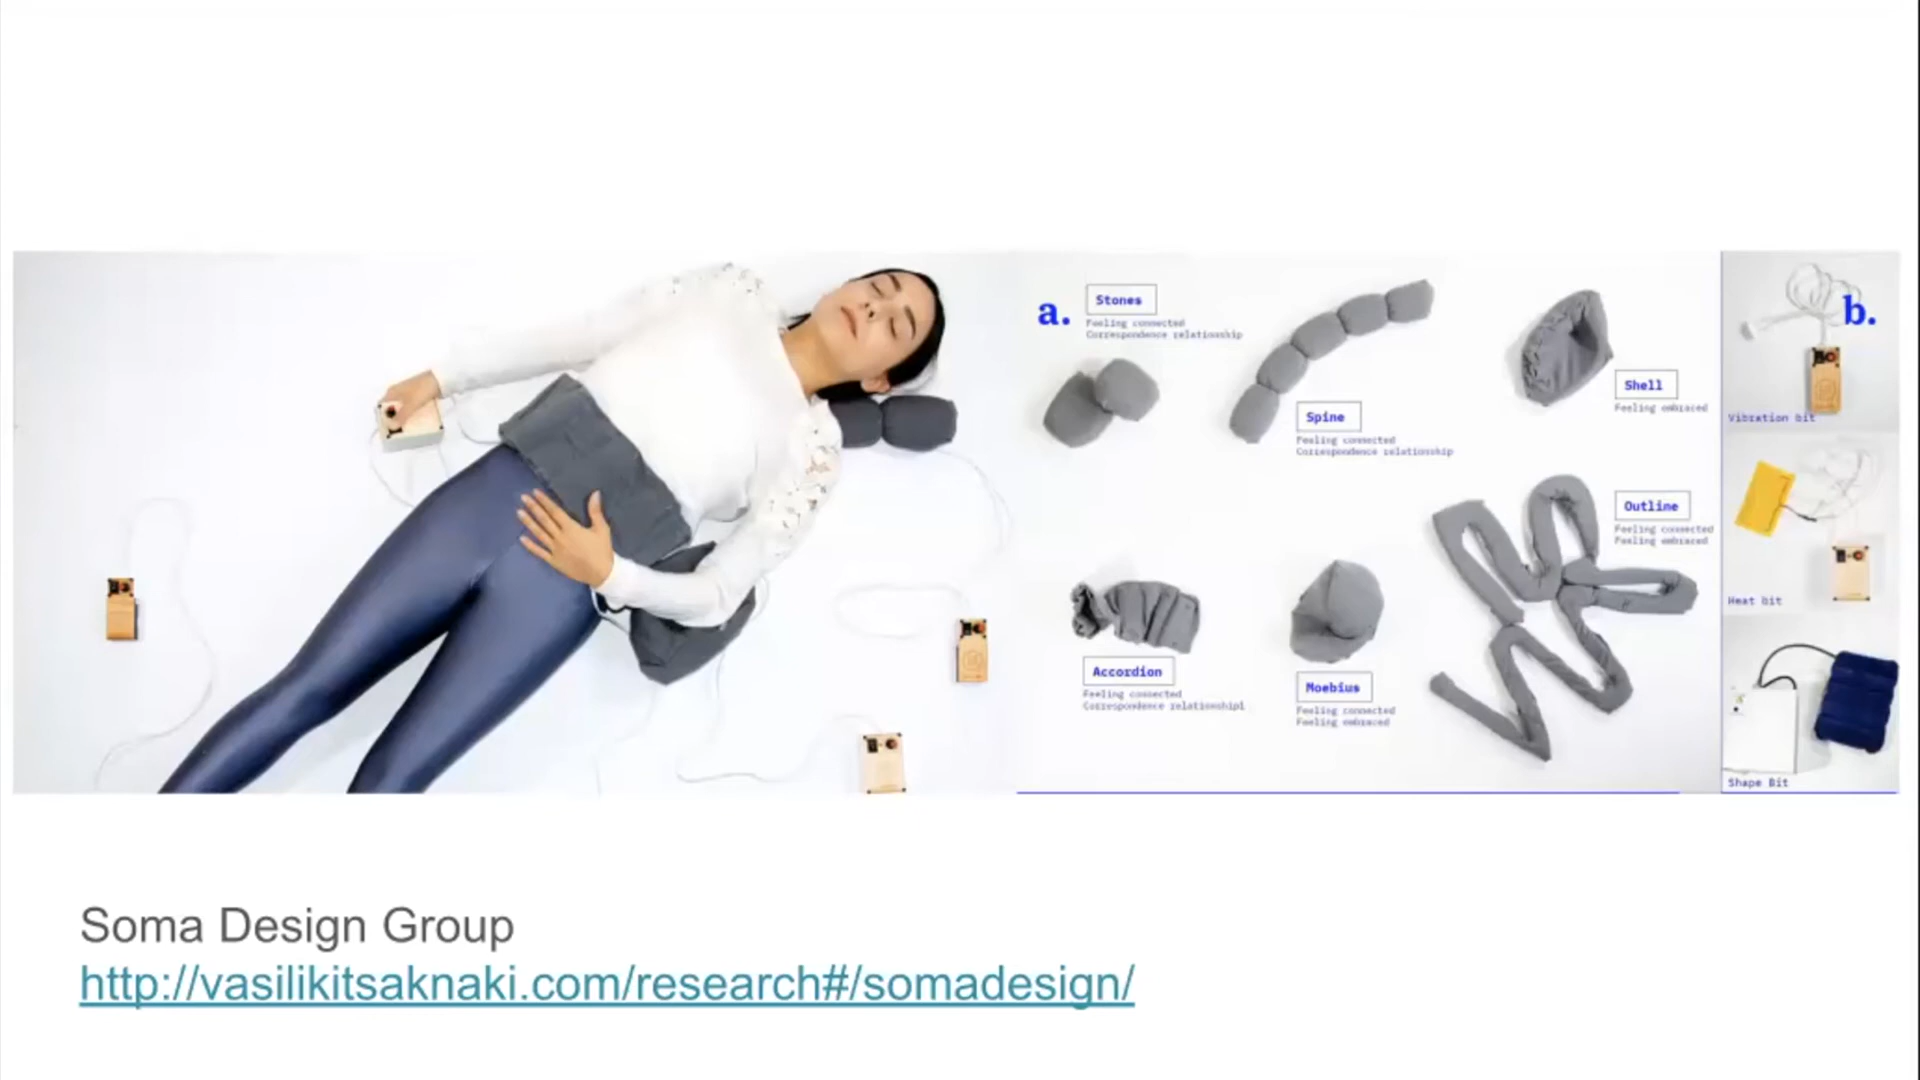 a.
Stones
Feeling connected
Correspondence relationship
Spine
Feeling connected
Correspondence relationship
Shell
Feeling embraced
Outline
Feeling connected
Feeling embraced
Accordion
Feeling connected
Correspondence relationshipl
Moebius
Feeling connected
Feeling embraced
b.
Vibration bit
Heat bit
Shape Bit
Soma Design Group
http://vasilikitsaknaki.com/research#/somadesign/